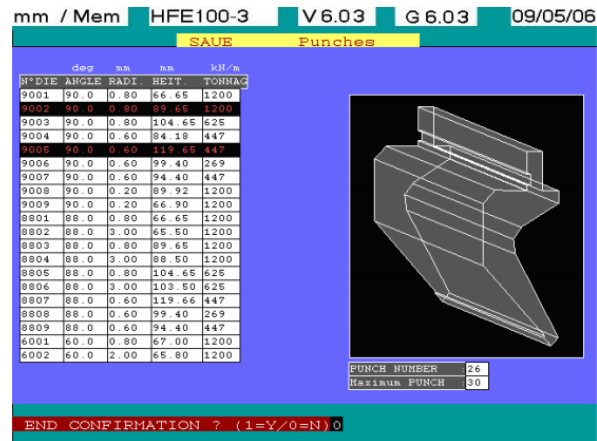 mm / Mem HFE100-3 V 6.03 G 6.03 09/05/06
SAUE Punches
deg mm mm kN/m
N°DIE ANGLE RADI. HEIT. TONNAG
9001 90.0 0.80 66.65 1200
9002 90.0 0.80 89.65 1200
9003 90.0 0.80 104.65 625
9004 90.0 0.60 84.18 447
9005 90.0 0.60 119.65 447
9006 90.0 0.60 99.40 269
9007 90.0 0.60 94.40 447
9008 90.0 0.20 89.92 1200
9009 90.0 0.20 66.90 1200
8801 88.0 0.80 66.65 1200
8802 88.0 3.00 65.50 1200
8803 88.0 0.80 89.65 1200
8804 88.0 3.00 88.50 1200
8805 88.0 0.80 104.65 625
8806 88.0 3.00 103.50 625
8807 88.0 0.60 119.66 447
8808 88.0 0.60 99.40 269
8809 88.0 0.60 94.40 447
6001 60.0 0.80 67.00 1200
6002 60.0 2.00 65.80 1200
PUNCH NUMBER :26
Maximum PUNCH :30
END CONFIRMATION ? (1=Y/0=N) 0